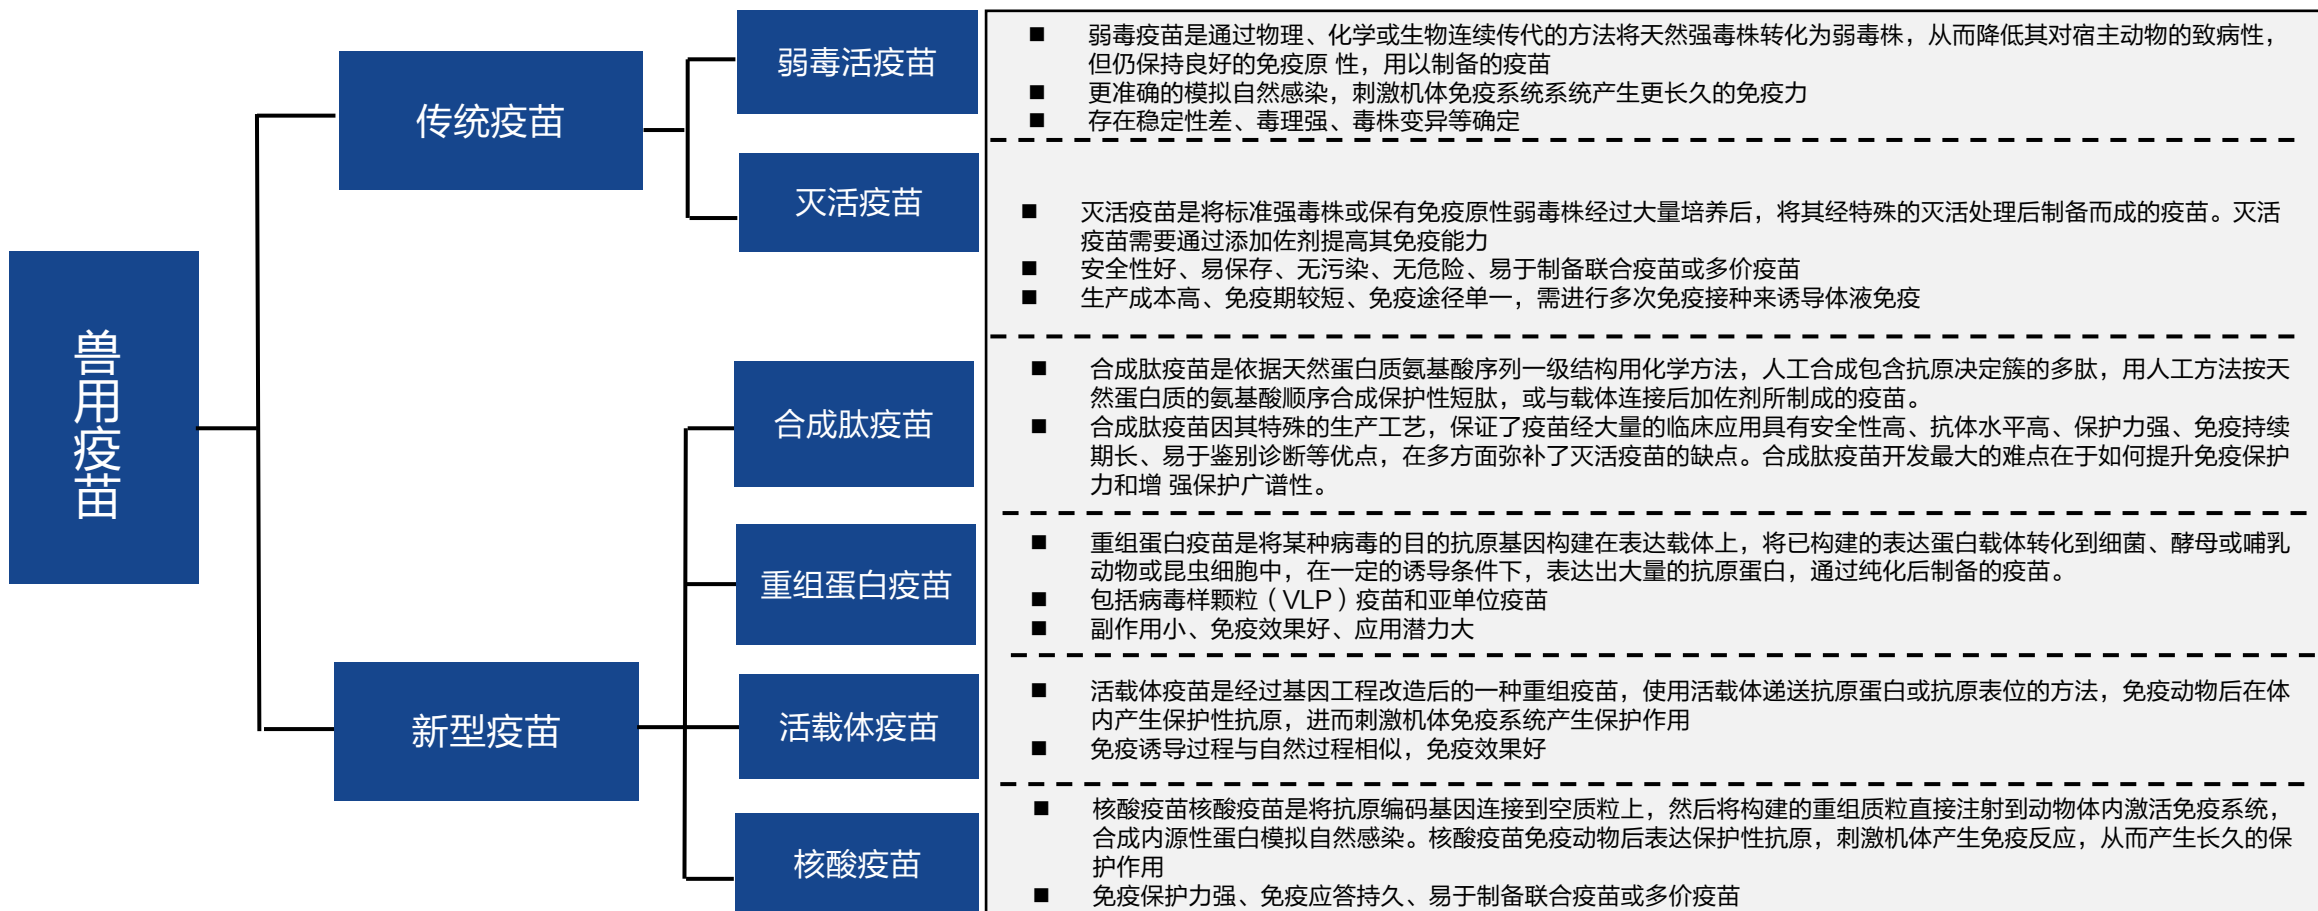 兽用疫苗
传统疫苗
新型疫苗
弱毒活疫苗
弱毒疫苗是通过物理、化学或生物连续传代的方法将天然强毒株转化为弱毒株，从而降低其对宿主动物的致病性，
但仍保持良好的免疫原 性，用以制备的疫苗
更准确的模拟自然感染，刺激机体免疫系统系统产生更长久的免疫力
存在稳定性差、毒理强、毒株变异等确定
灭活疫苗
灭活疫苗是将标准强毒株或保有免疫原性弱毒株经过大量培养后，将其经特殊的灭活处理后制备而成的疫苗。灭活
疫苗需要通过添加佐剂提高其免疫能力
安全性好、易保存、无污染、无危险、易于制备联合疫苗或多价疫苗
生产成本高、免疫期较短、免疫途径单一，需进行多次免疫接种来诱导体液免疫
合成肽疫苗
合成肽疫苗是依据天然蛋白质氨基酸序列一级结构用化学方法，人工合成包含抗原决定簇的多肽，用人工方法按天
然蛋白质的氨基酸顺序合成保护性短肽，或与载体连接后加佐剂所制成的疫苗。
合成肽疫苗因其特殊的生产工艺，保证了疫苗经大量的临床应用具有安全性高、抗体水平高、保护力强、免疫持续
期长、易于鉴别诊断等优点，在多方面弥补了灭活疫苗的缺点。合成肽疫苗开发最大的难点在于如何提升免疫保护
力和增 强保护广谱性。
重组蛋白疫苗
重组蛋白疫苗是将某种病毒的目的抗原基因构建在表达载体上，将已构建的表达蛋白载体转化到细菌、酵母或哺乳
动物或昆虫细胞中，在一定的诱导条件下，表达出大量的抗原蛋白，通过纯化后制备的疫苗。
包括病毒样颗粒（VLP）疫苗和亚单位疫苗
副作用小、免疫效果好、应用潜力大
活载体疫苗
活载体疫苗是经过基因工程改造后的一种重组疫苗，使用活载体递送抗原蛋白或抗原表位的方法，免疫动物后在体
内产生保护性抗原，进而刺激机体免疫系统产生保护作用
免疫诱导过程与自然过程相似，免疫效果好
核酸疫苗
核酸疫苗核酸疫苗是将抗原编码基因连接到空质粒上，然后将构建的重组质粒直接注射到动物体内激活免疫系统，
合成内源性蛋白模拟自然感染。核酸疫苗免疫动物后表达保护性抗原，刺激机体产生免疫反应，从而产生长久的保
护作用
免疫保护力强、免疫应答持久、易于制备联合疫苗或多价疫苗